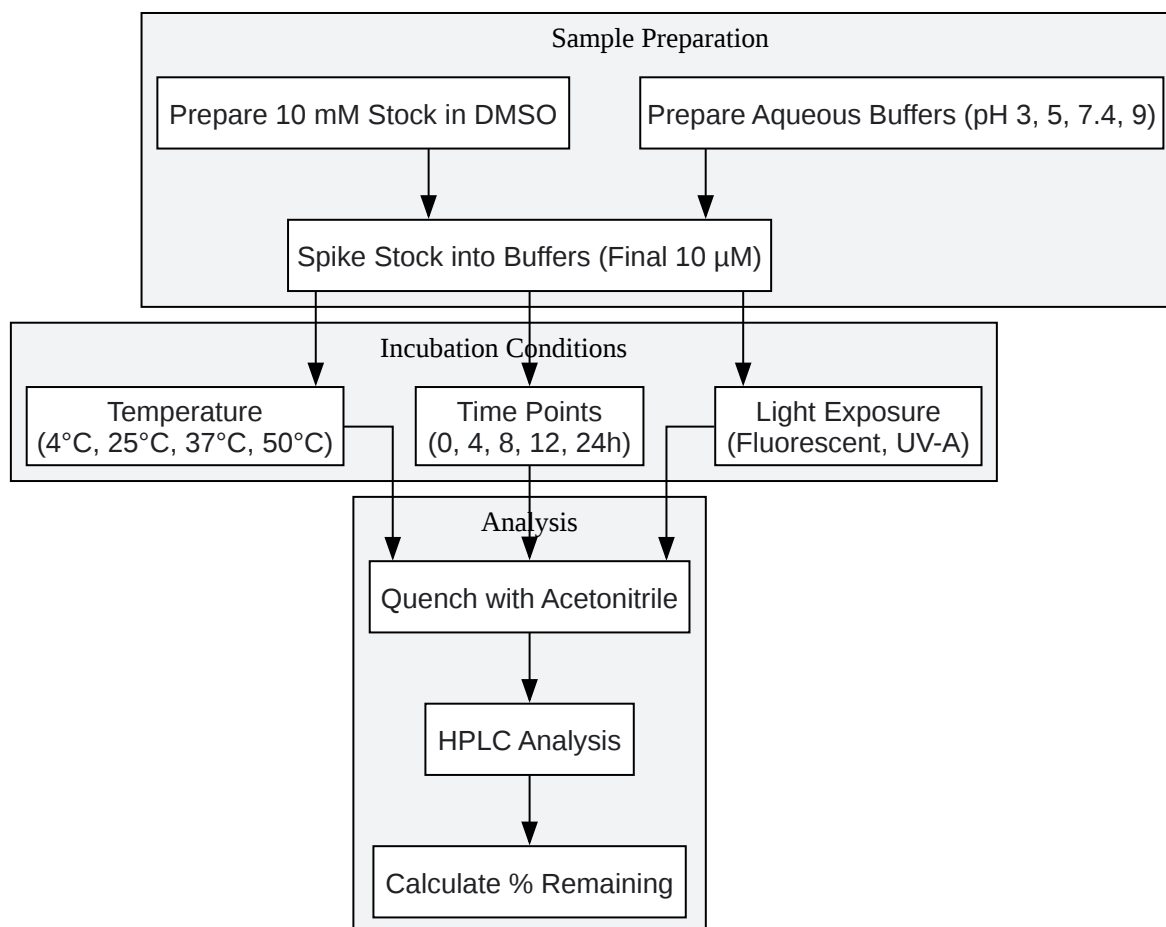 Sample Preparation
Prepare 10 mM Stock in DMSO
Prepare Aqueous Buffers (pH 3, 5, 7.4, 9)
Spike Stock into Buffers (Final 10 µM)
Incubation Conditions
Temperature
(4°C, 25°C, 37°C, 50°C)
Time Points
(0, 4, 8, 12, 24h)
Light Exposure
(Fluorescent, UV-A)
Analysis
Quench with Acetonitrile
HPLC Analysis
Calculate % Remaining